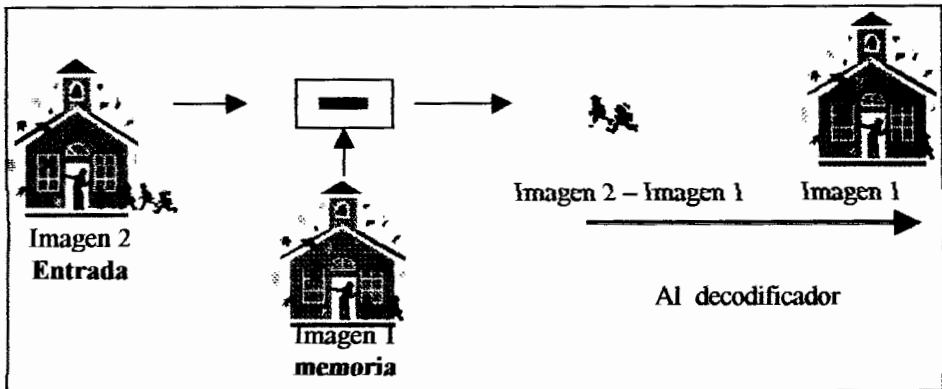 Imagen 2
Entrada
Imagen 1
memoria
Imagen 2 – Imagen 1
Imagen 1
Al decodificador